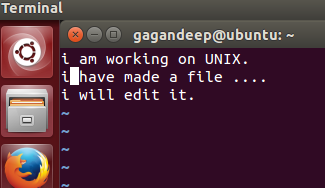 Terminal
gagandeep@ubuntu: ~
i am working on UNIX.
i have made a file ....
i will edit it.
~
~
~
~